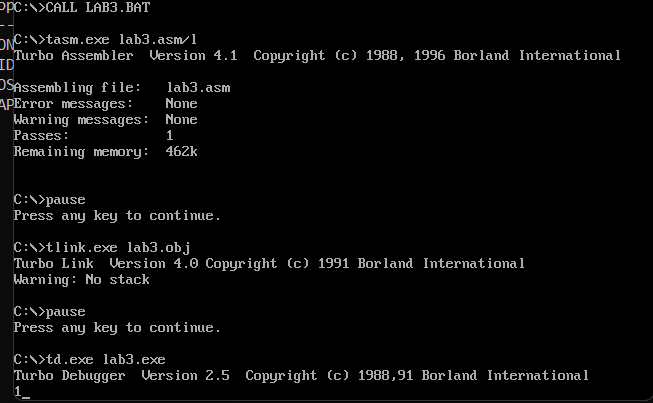 C:\>CALL LAB3.BAT
C:\>tasm.exe lab3.asm/l
Turbo Assembler  Version 4.1  Copyright (c) 1988, 1996 Borland International
Assembling file:   lab3.asm
Error messages:    None
Warning messages:  None
Passes:            1
Remaining memory:  462k
C:\>pause
Press any key to continue.
C:\>tlink.exe lab3.obj
Turbo Link  Version 4.0 Copyright (c) 1991 Borland International
Warning: No stack
C:\>pause
Press any key to continue.
C:\>td.exe lab3.exe
Turbo Debugger  Version 2.5  Copyright (c) 1988,91 Borland International
1_